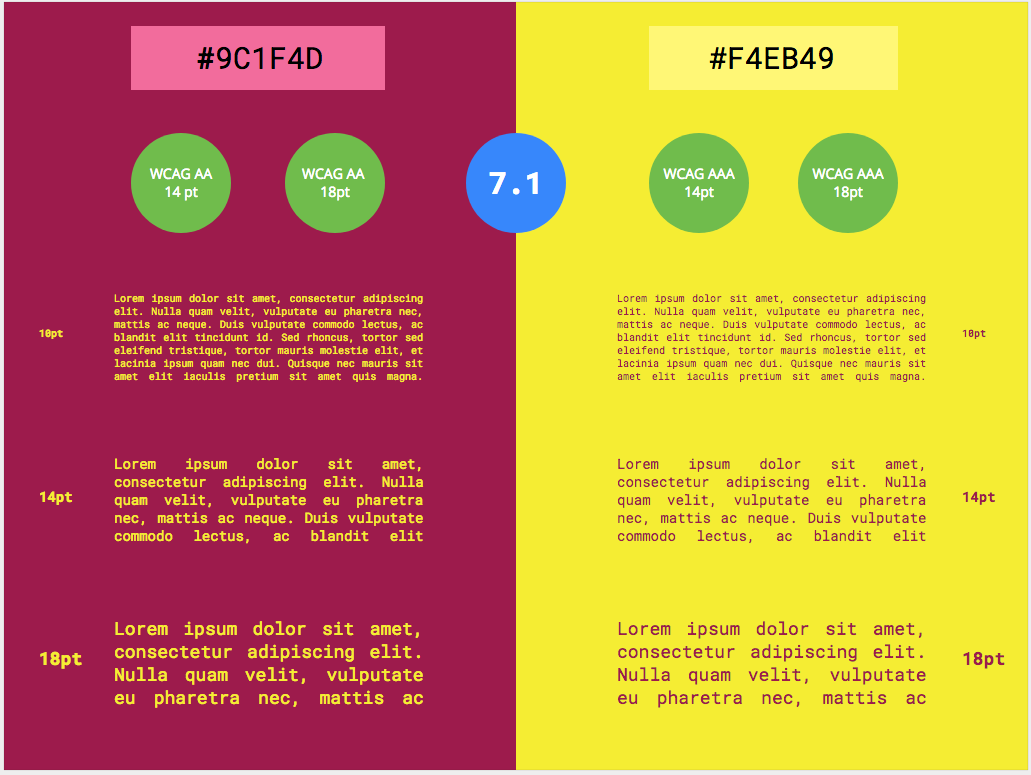 #9C1F4D
#F4EB49
WCAG AA
14 pt
WCAG AA
18pt
7.1
WCAG AAA
14pt
WCAG AAA
18pt
10pt
Lorem ipsum dolor sit amet, consectetur adipiscing
elit. Nulla quam velit, vulputate eu pharetra nec,
mattis ac neque. Duis vulputate commodo lectus, ac
blandit elit tincidunt id. Sed rhoncus, tortor sed
eleifend tristique, tortor mauris molestie elit, et
lacinia ipsum quam nec dui. Quisque nec mauris sit
amet elit iaculis pretium sit amet quis magna.
Lorem ipsum dolor sit amet, consectetur adipiscing
elit. Nulla quam velit, vulputate eu pharetra nec,
mattis ac neque. Duis vulputate commodo lectus, ac
blandit elit tincidunt id. Sed rhoncus, tortor sed
eleifend tristique, tortor mauris molestie elit, et
lacinia ipsum quam nec dui. Quisque nec mauris sit
amet elit iaculis pretium sit amet quis magna.
10pt
14pt
Lorem ipsum dolor sit amet,
consectetur adipiscing elit. Nulla
quam velit, vulputate eu pharetra
nec, mattis ac neque. Duis vulputate
commodo lectus, ac blandit elit
Lorem ipsum dolor sit amet,
consectetur adipiscing elit. Nulla
quam velit, vulputate eu pharetra
nec, mattis ac neque. Duis vulputate
commodo lectus, ac blandit elit
14pt
18pt
Lorem ipsum dolor sit amet,
consectetur adipiscing elit.
Nulla quam velit, vulputate
eu pharetra nec, mattis ac
Lorem ipsum dolor sit amet,
consectetur adipiscing elit.
Nulla quam velit, vulputate
eu pharetra nec, mattis ac
18pt